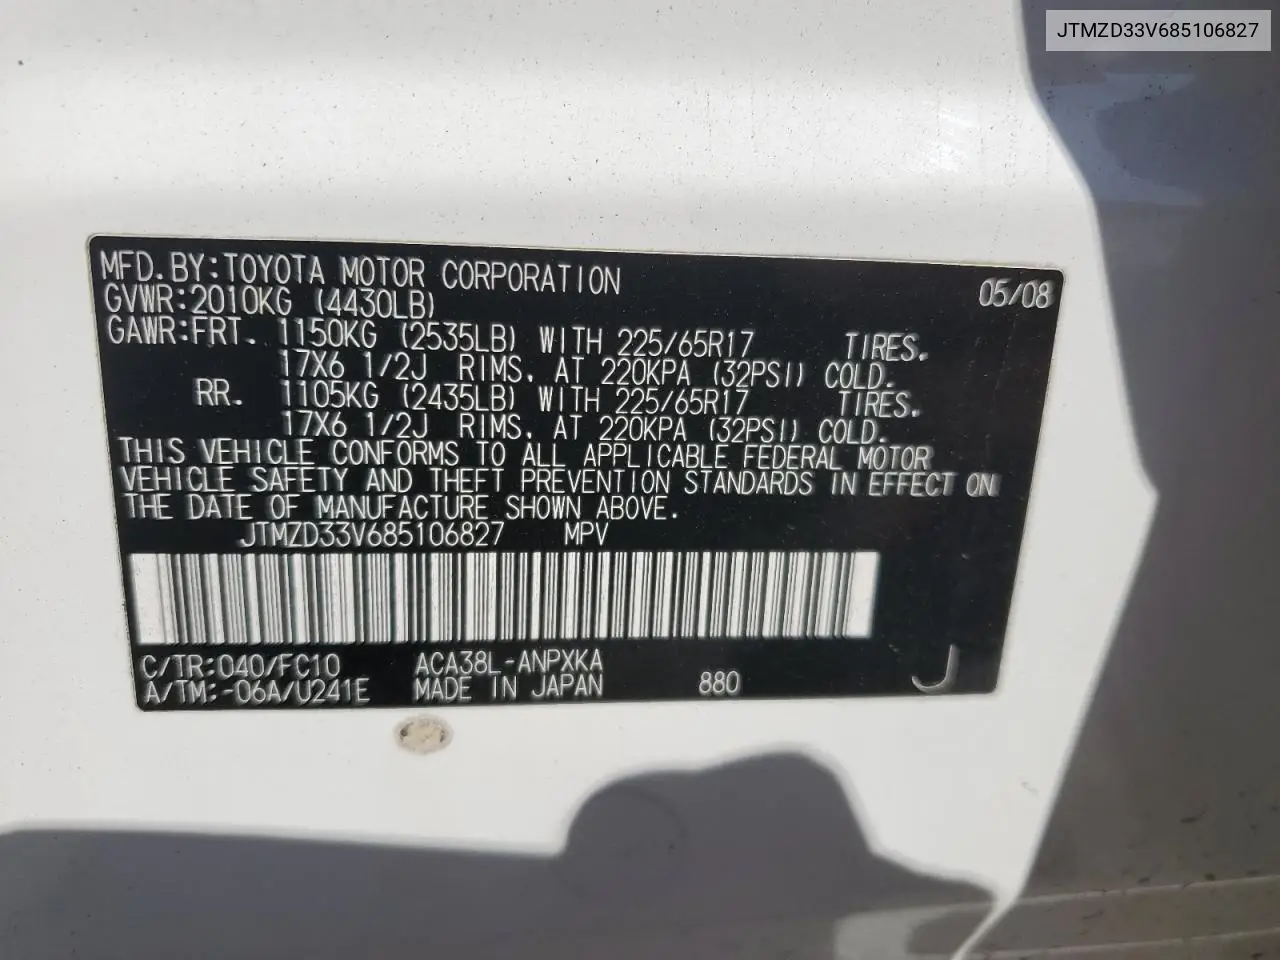 JTMZD33V685106827
MFD.BY:TOYOTA MOTOR CORPORATION 05/08
GVWR:2010KG (4430LB)
GAWR:FRT. 1150KG (2535LB) WITH 225/65R17 TIRES,
17X6 1/2J RIMS, AT 220KPA (32PSI) COLD.
RR. 1105KG (2435LB) WITH 225/65R17 TIRES,
17X6 1/2J RIMS, AT 220KPA (32PSI) COLD.
THIS VEHICLE CONFORMS TO ALL APPLICABLE FEDERAL MOTOR
VEHICLE SAFETY AND THEFT PREVENTION STANDARDS IN EFFECT ON
THE DATE OF MANUFACTURE SHOWN ABOVE.
JTMZD33V685106827 MPV
C/TR:040/FC10 ACA38L-ANPXKA
A/TM:-06A/U241E MADE IN JAPAN 880 J